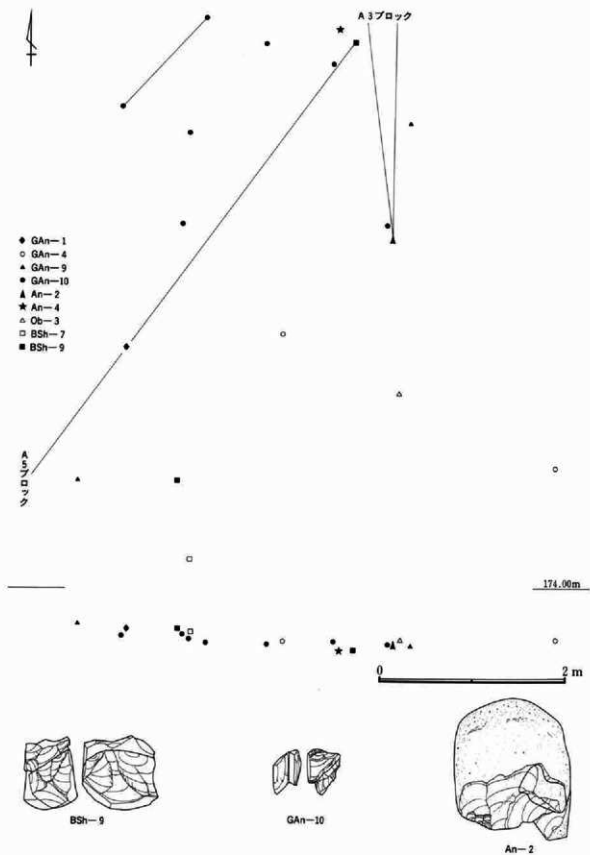 A3ブロック
◆ GAn—1
○ GAn—4
▲ GAn—9
● GAn—10
▲ An—2
★ An—4
△ Ob—3
□ BSh—7
■ BSh—9
A5ブロック
174.00m
0 2 m
BSh—9
GAn—10
An—2